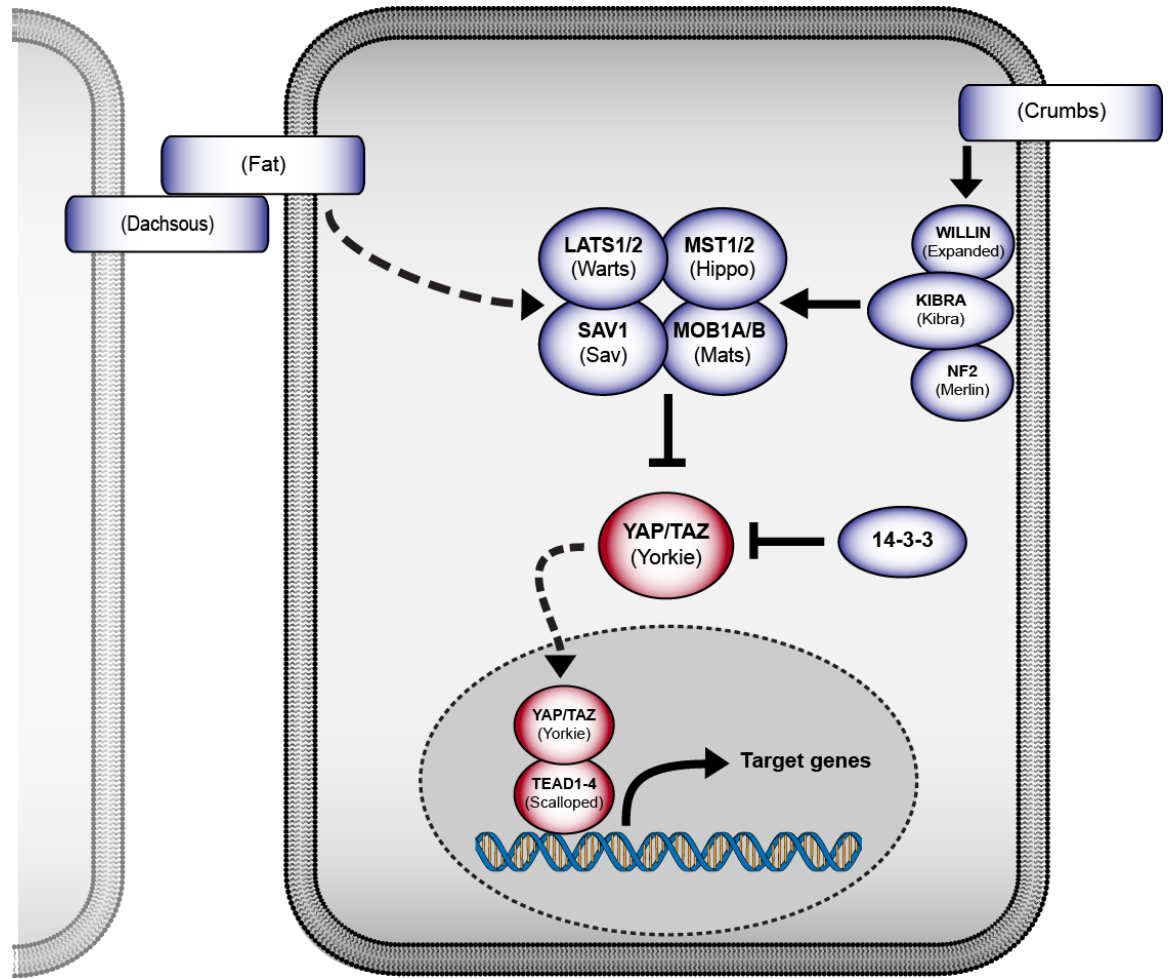 (Crumbs)
(Fat)
(Dachsous)
LATS1/2
(Warts)
MST1/2
(Hippo)
SAV1
(Sav)
MOB1A/B
(Mats)
WILLIN
(Expanded)
KIBRA
(Kibra)
NF2
(Merlin)
YAP/TAZ
(Yorkie)
14-3-3
YAP/TAZ
(Yorkie)
TEAD1-4
(Scalloped)
Target genes